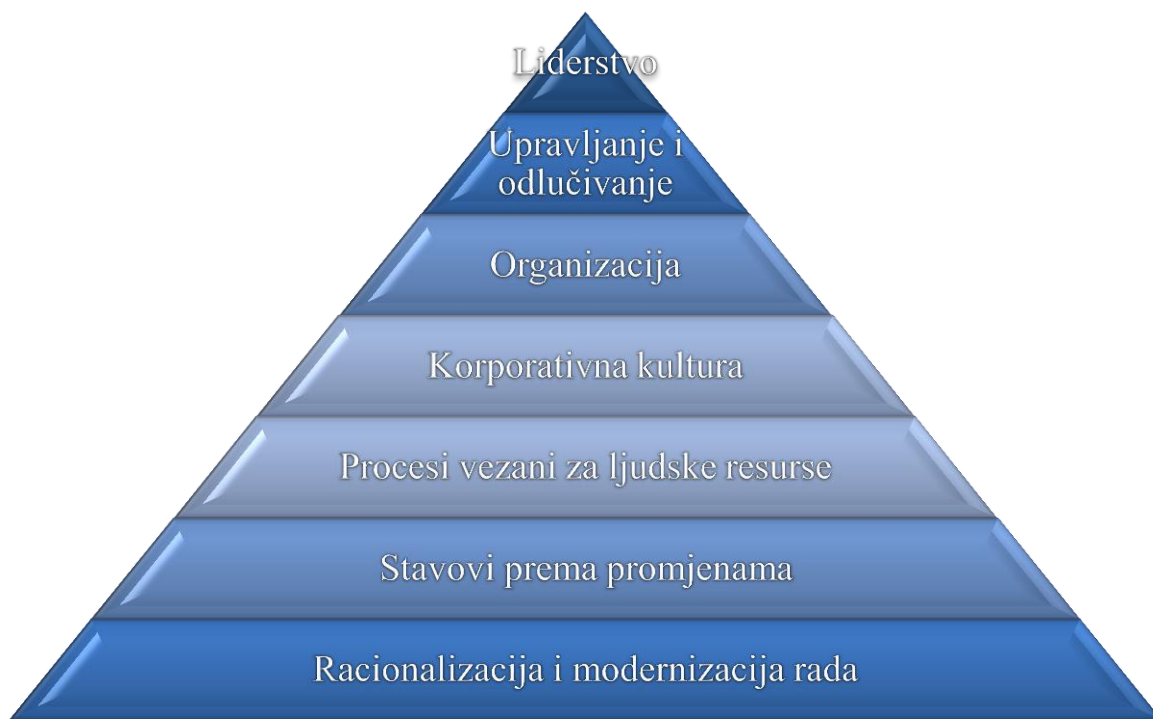 Liderstvo
Upravljanje i
odlučivanje
Organizacija
Korporativna kultura
Procesi vezani za ljudske resurse
Stavovi prema promjenama
Racionalizacija i modernizacija rada